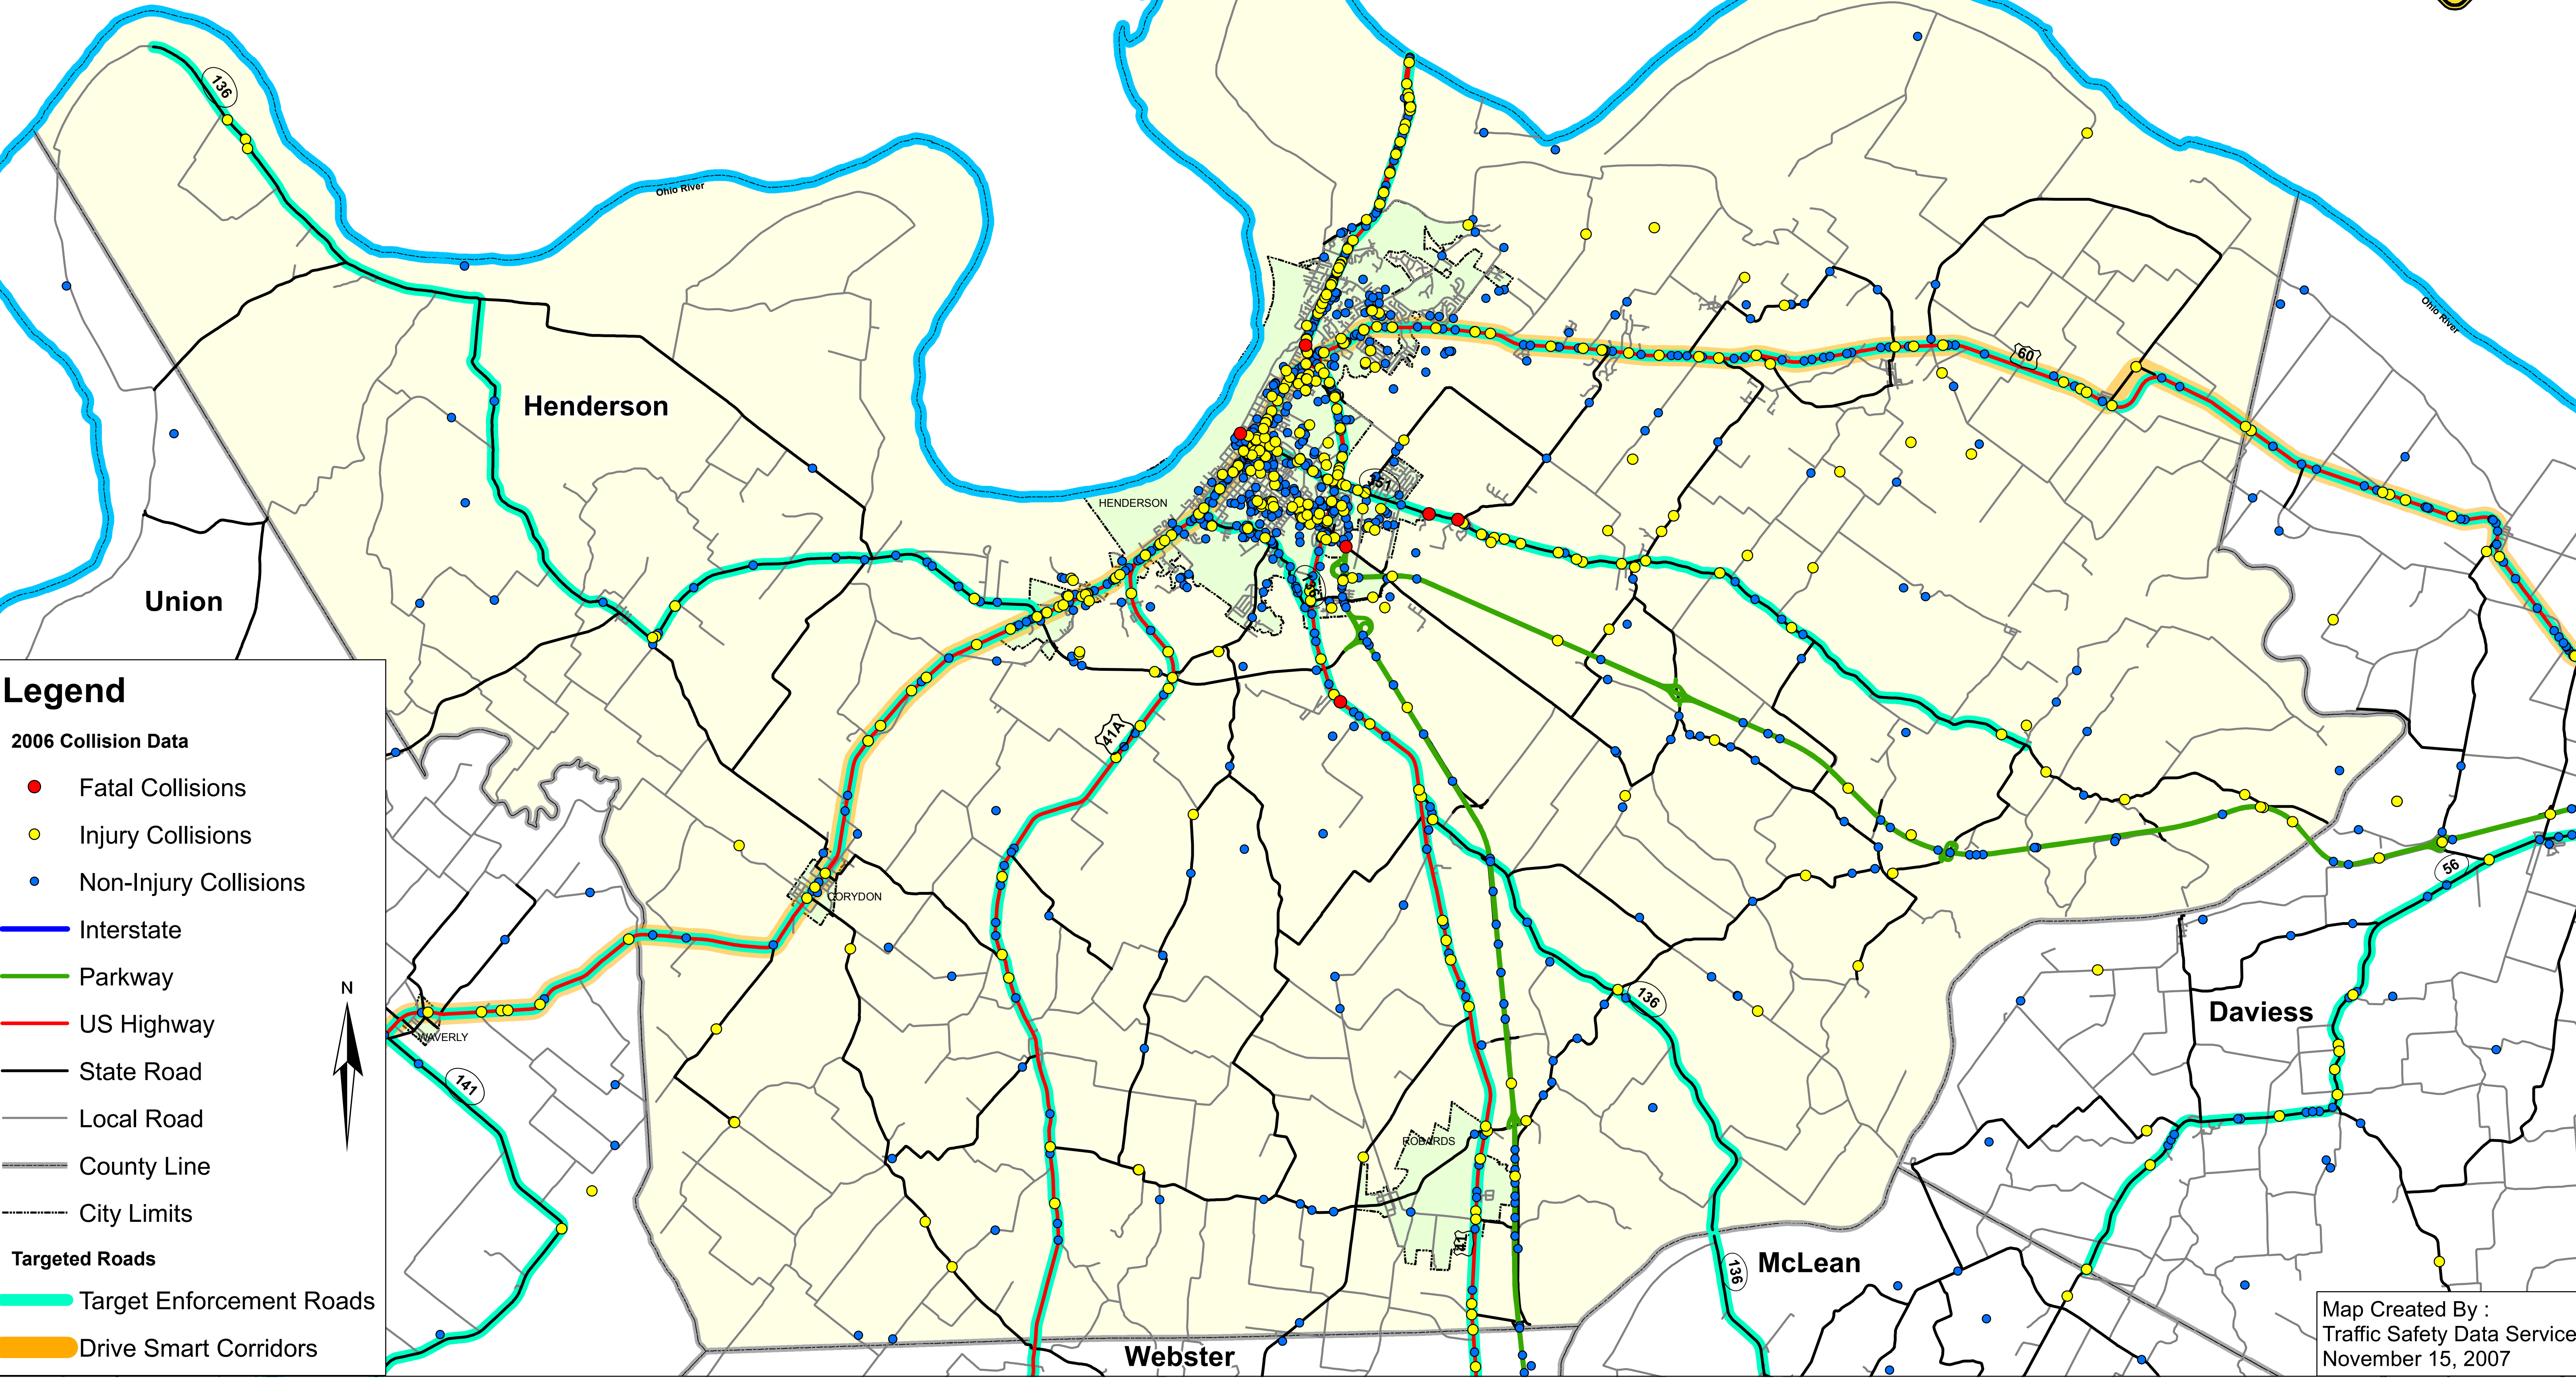 136
Ohio River
Ohio River
60
Henderson
HENDERSON
351
Union
41A
CORYDON
56
136
Daviess
WAVERLY
141
ROBARDS
41
136
McLean
Webster
Legend
2006 Collision Data
Fatal Collisions
Injury Collisions
Non-Injury Collisions
Interstate
Parkway
US Highway
State Road
Local Road
County Line
City Limits
Targeted Roads
Target Enforcement Roads
Drive Smart Corridors
N
Map Created By :
Traffic Safety Data Service
November 15, 2007